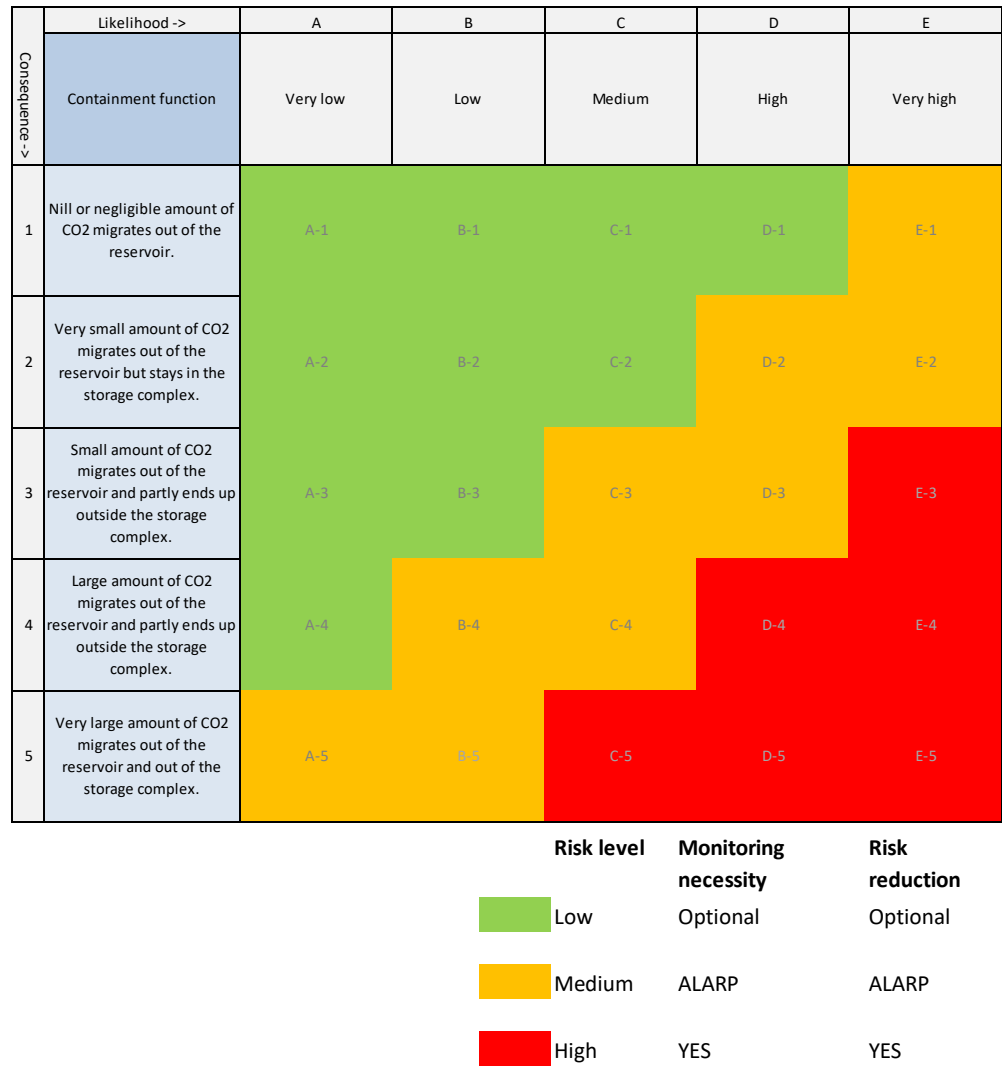 Likelihood ->
A
B
C
D
E
Consequence ->
Containment function
Very low
Low
Medium
High
Very high
1
Nill or negligible amount of
CO2 migrates out of the
reservoir.
A-1
B-1
C-1
D-1
E-1
2
Very small amount of CO2
migrates out of the
reservoir but stays in the
storage complex.
A-2
B-2
C-2
D-2
E-2
3
Small amount of CO2
migrates out of the
reservoir and partly ends up
outside the storage
complex.
A-3
B-3
C-3
D-3
E-3
4
Large amount of CO2
migrates out of the
reservoir and partly ends up
outside the storage
complex.
A-4
B-4
C-4
D-4
E-4
5
Very large amount of CO2
migrates out of the
reservoir and out of the
storage complex.
A-5
B-5
C-5
D-5
E-5
Risk level
Monitoring
necessity
Risk
reduction
Low
Optional
Optional
Medium
ALARP
ALARP
High
YES
YES